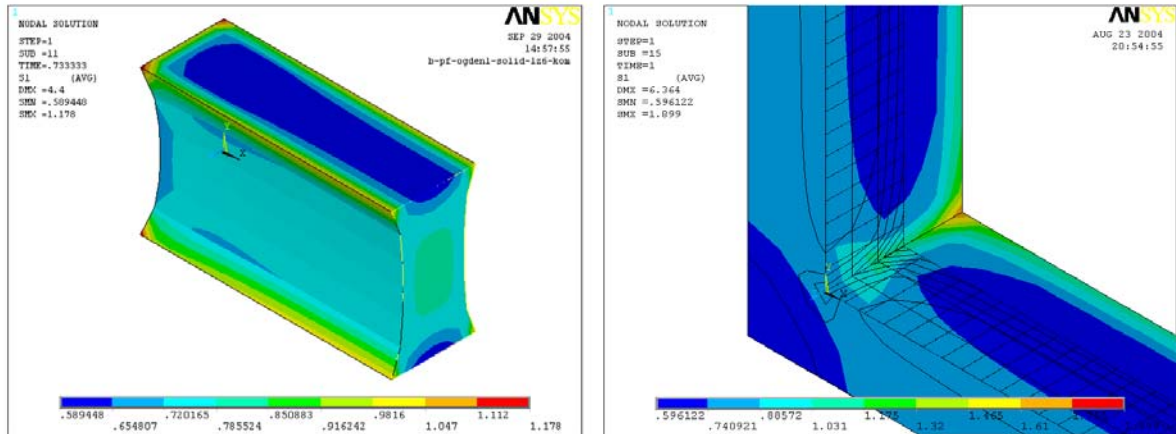 1
NODAL SOLUTION
STEP=1
SUB =11
TIME=.733333
S1 (AVG)
DMX =4.4
SMN =.589448
SMX =1.178
ANSYS
SEP 29 2004
14:57:55
b-pf-ogden1-solid-1z6-kom
Y
X
.589448 .720165 .850883 .9816 1.112
.654807 .785524 .916242 1.047 1.178
1
NODAL SOLUTION
STEP=1
SUB =15
TIME=1
S1 (AVG)
DMX =6.364
SMN =.596122
SMX =1.899
ANSYS
AUG 23 2004
20:54:55
.596122 .88572 1.175 1.465
.740921 1.031 1.32 1.61